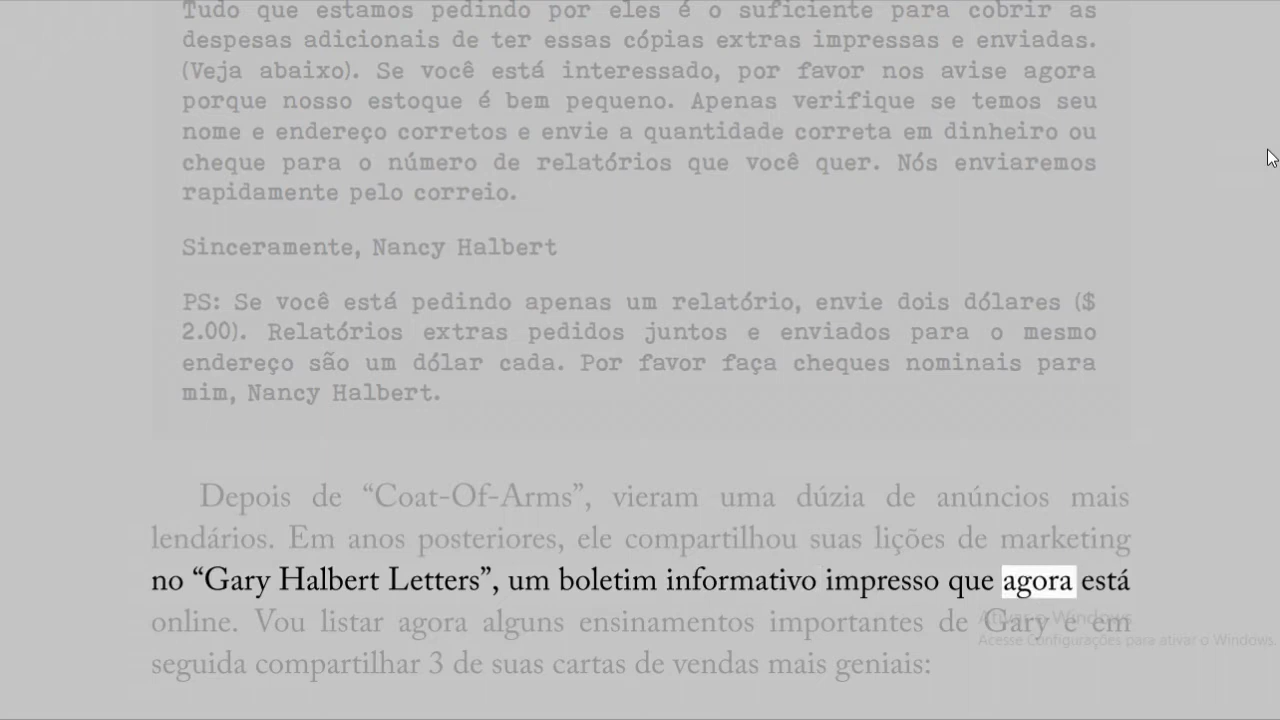 Tudo que estamos pedindo por eles é o suficiente para cobrir as
despesas adicionais de ter essas cópias extras impressas e enviadas.
(Veja abaixo). Se você está interessado, por favor nos avise agora
porque nosso estoque é bem pequeno. Apenas verifique se temos seu
nome e endereço corretos e envie a quantidade correta em dinheiro ou
cheque para o número de relatórios que você quer. Nós enviaremos
rapidamente pelo correio.
Sinceramente, Nancy Halbert
PS: Se você está pedindo apenas um relatório, envie dois dólares ($
2.00). Relatórios extras pedidos juntos e enviados para o mesmo
endereço são um dólar cada. Por favor faça cheques nominais para
mim, Nancy Halbert.
Depois de “Coat-Of-Arms”, vieram uma dúzia de anúncios mais
lendários. Em anos posteriores, ele compartilhou suas lições de marketing
no “Gary Halbert Letters”, um boletim informativo impresso que agora está
online. Vou listar agora alguns ensinamentos importantes de Gary e em
seguida compartilhar 3 de suas cartas de vendas mais geniais:
Ativar o Windows
Acesse Configurações para ativar o Windows.